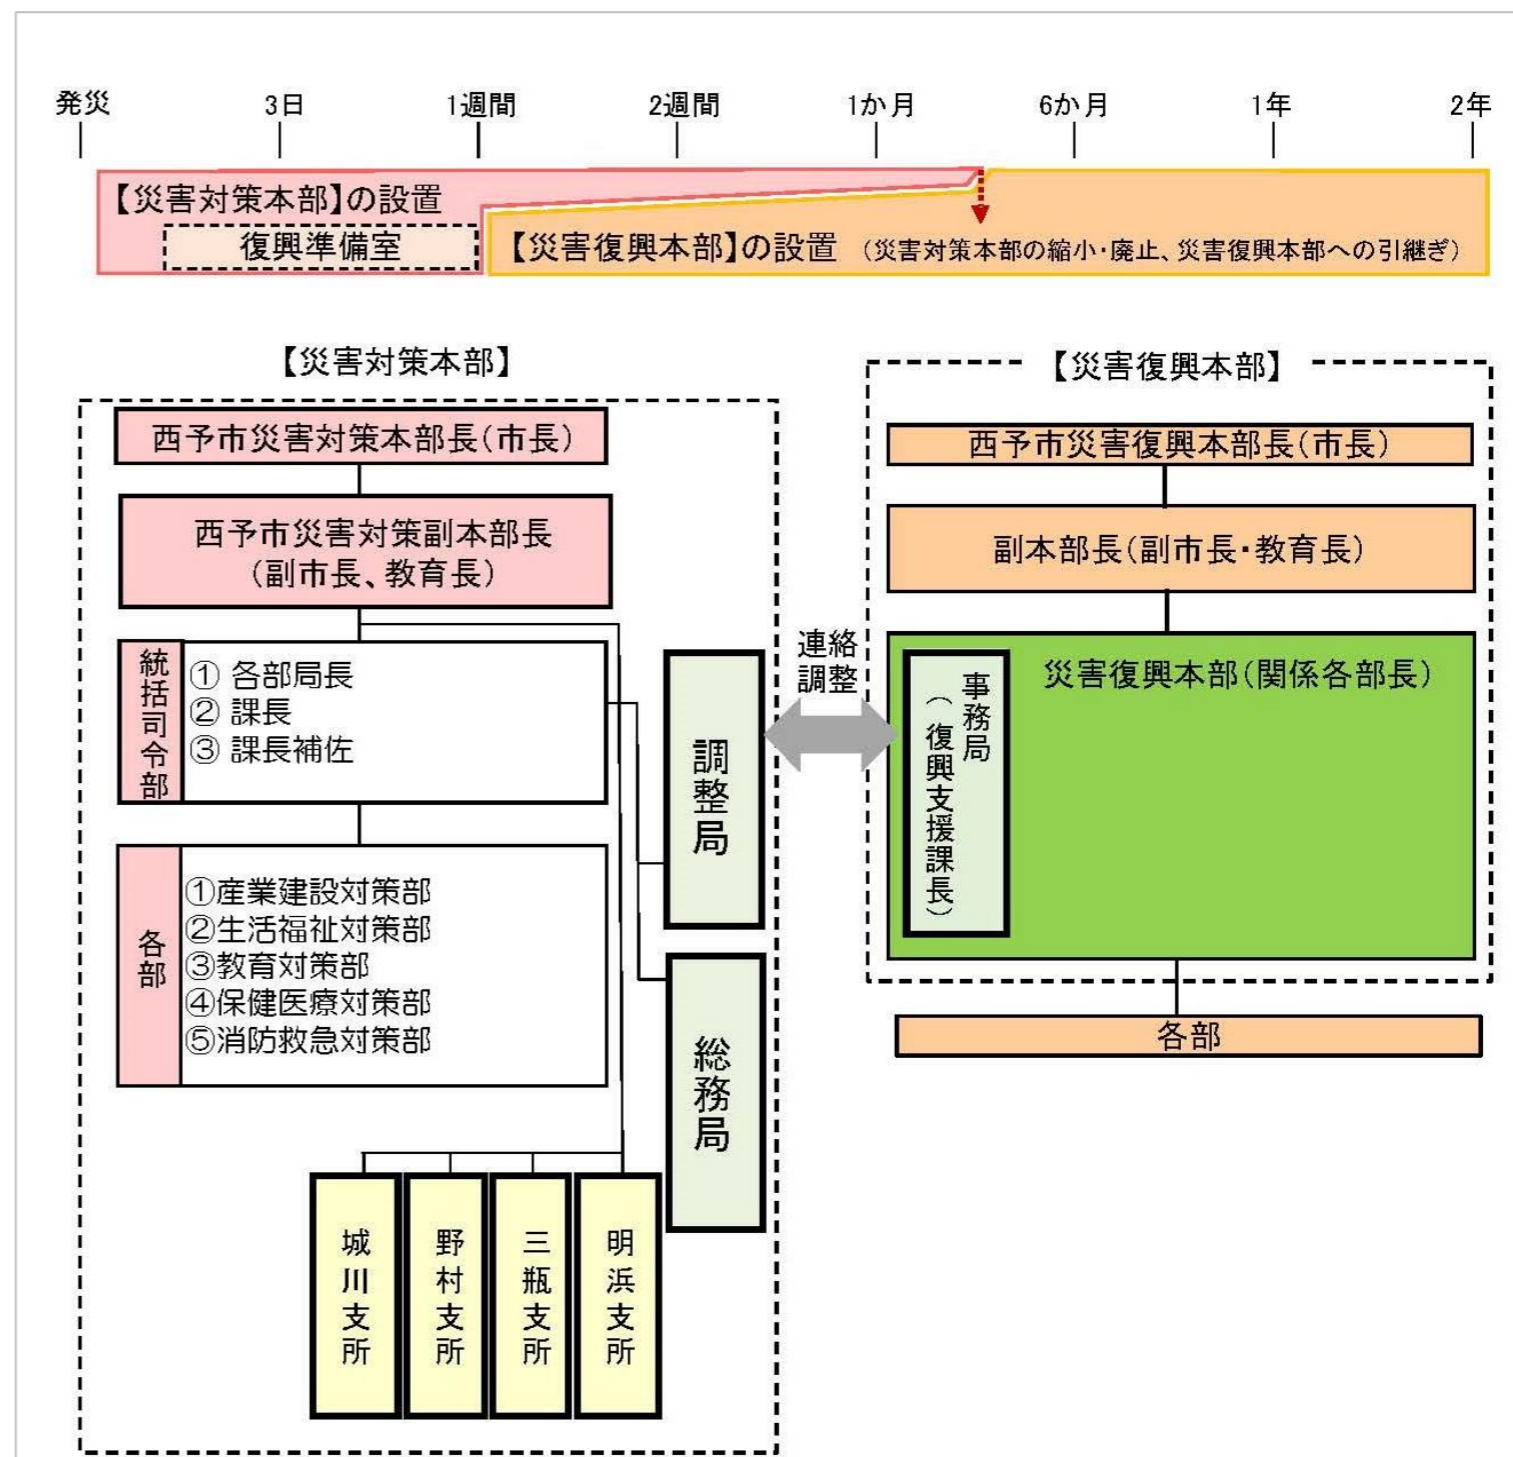 発災 3日 1週間 2週間 1か月 6か月 1年 2年
【災害対策本部】の設置
復興準備室
【災害復興本部】の設置 （災害対策本部の縮小・廃止、災害復興本部への引継ぎ）
【災害対策本部】
西予市災害対策本部長（市長）
西予市災害対策副本部長
（副市長、教育長）
統括司令部
① 各部局長
② 課長
③ 課長補佐
各部
①産業建設対策部
②生活福祉対策部
③教育対策部
④保健医療対策部
⑤消防救急対策部
調整局
総務局
城川支所
野村支所
三瓶支所
明浜支所
連絡
調整
【災害復興本部】
西予市災害復興本部長（市長）
副本部長（副市長・教育長）
災害復興本部（関係各部長）
事務局
（復興支援課長）
各部